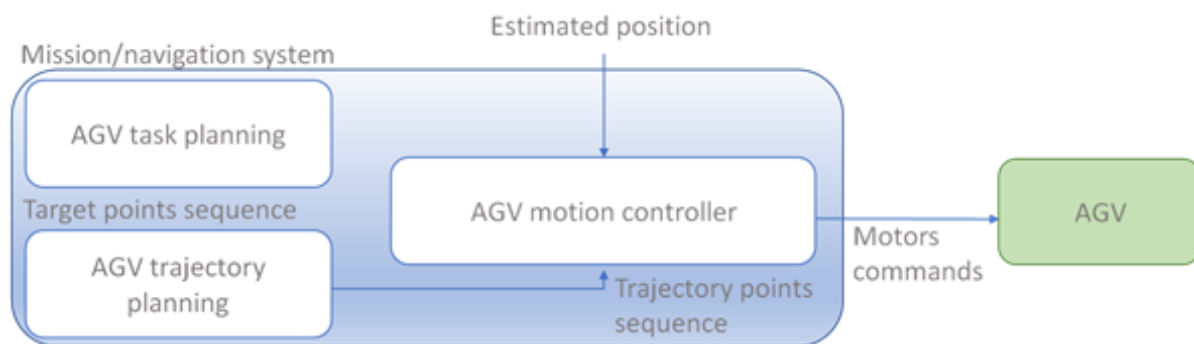 Estimated position
Mission/navigation system
AGV task planning
Target points sequence
AGV motion controller
AGV
AGV trajectory
planning
Motors
commands
Trajectory points
sequence